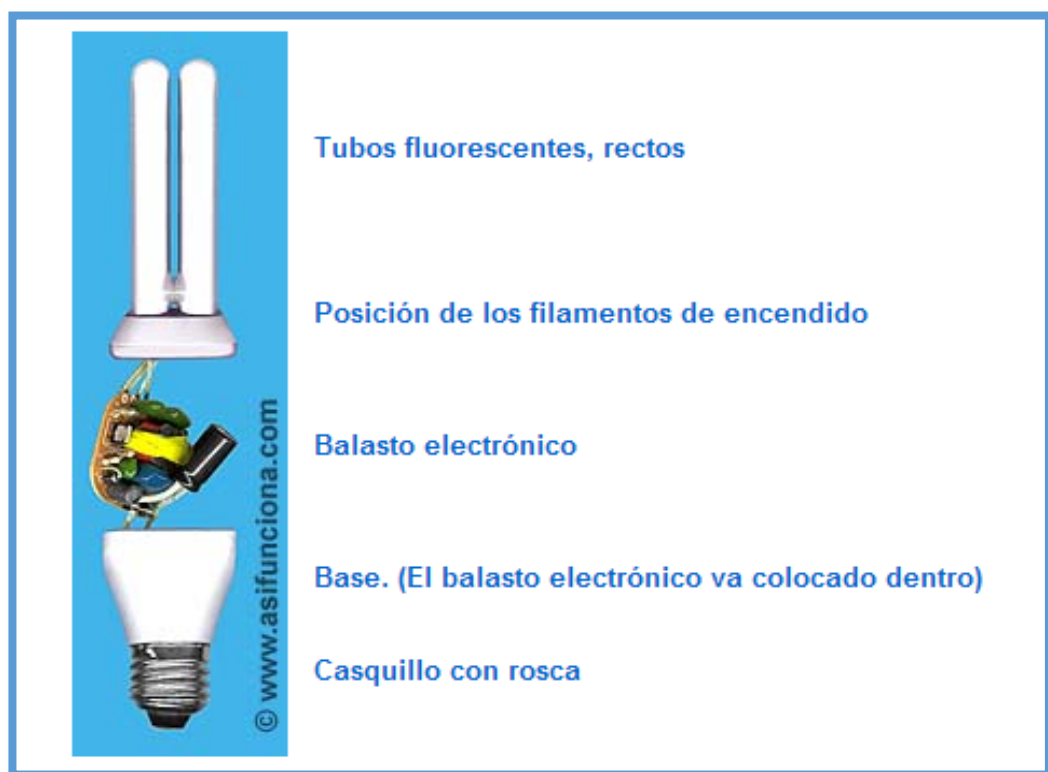 Tubos fluorescentes, rectos
Posición de los filamentos de encendido
Balasto electrónico
Base. (El balasto electrónico va colocado dentro)
Casquillo con rosca
© www.asifunciona.com